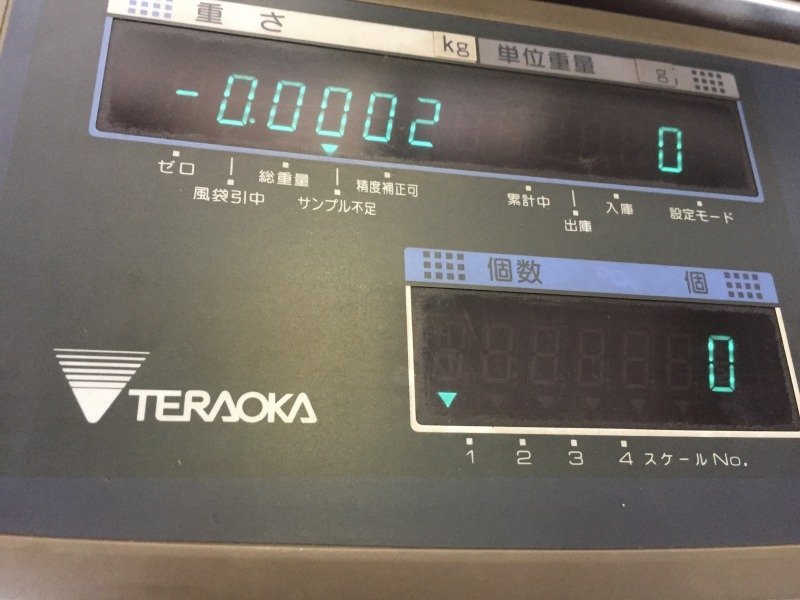 重さ kg 単位重量 g
-0.0002 0
ゼロ 総重量 精度補正可 累計中 入庫 設定モード
風袋引中 サンプル不足 出庫
個数 個
0
TERAOKA
1 2 3 4 スケールNo.